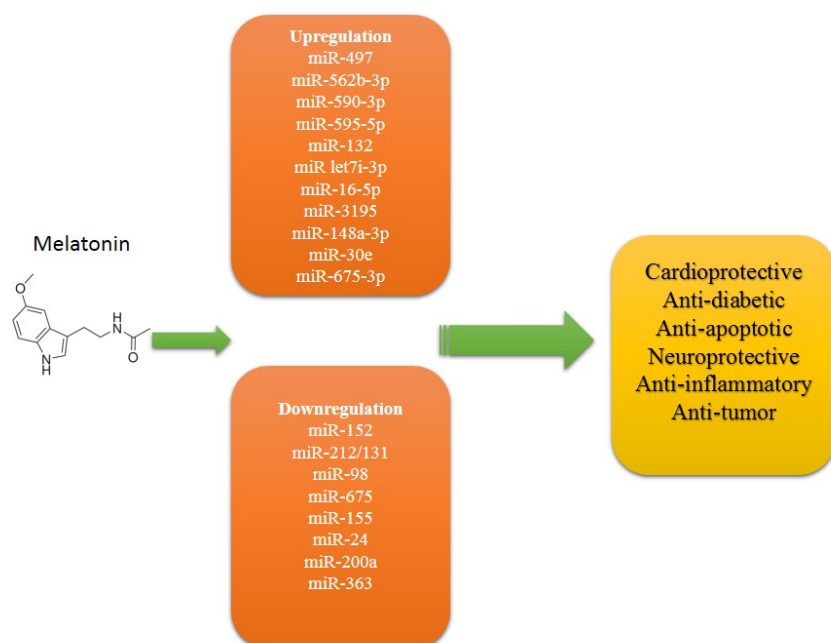 Upregulation
miR-497
miR-562b-3p
miR-590-3p
miR-595-5p
miR-132
miR let7i-3p
miR-16-5p
miR-3195
miR-148a-3p
miR-30e
miR-675-3p
Melatonin
O
H
N
N
H
O
Downregulation
miR-152
miR-212/131
miR-98
miR-675
miR-155
miR-24
miR-200a
miR-363
Cardioprotective
Anti-diabetic
Anti-apoptotic
Neuroprotective
Anti-inflammatory
Anti-tumor